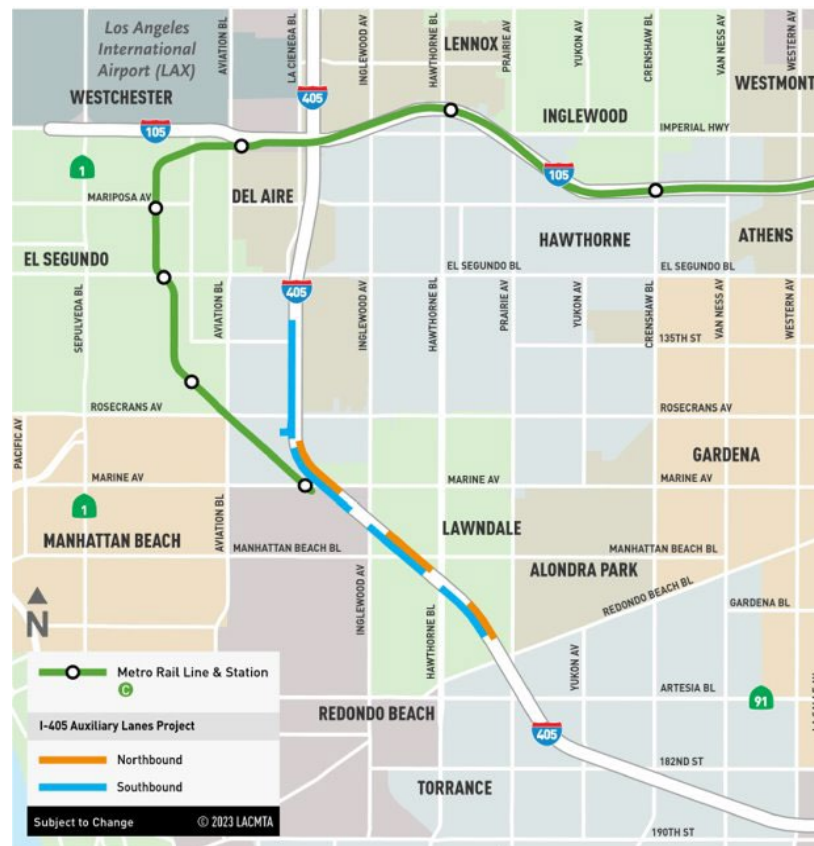 Los Angeles
International
Airport (LAX)
AVIATION BL
LA CIENEGA BL
INGLEWOOD AV
HAWTHORNE BL
LENNOX
PRAIRIE AV
YUKON AV
CRENSHAW BL
VAN NESS AV
WESTERN AV
WESTMONT
WESTCHESTER
405
105
INGLEWOOD
IMPERIAL HWY
1
105
MARIPOSA AV
DEL AIRE
HAWTHORNE
ATHENS
EL SEGUNDO
EL SEGUNDO BL
EL SEGUNDO BL
405
SEPULVEDA BL
AVIATION BL
INGLEWOOD AV
HAWTHORNE BL
PRAIRIE AV
YUKON AV
CRENSHAW BL
VAN NESS AV
WESTERN AV
135TH ST
ROSECRANS AV
ROSECRANS AV
PACIFIC AV
GARDENA
MARINE AV
MARINE AV
MARINE AV
1
AVIATION BL
LAWNDALE
MANHATTAN BEACH
MANHATTAN BEACH BL
MANHATTAN BEACH BL
ALONDRA PARK
REDONDO BEACH BL
GARDENA BL
INGLEWOOD AV
HAWTHORNE BL
YUKON AV
N
Metro Rail Line & Station
C
ARTESIA BL
91
REDONDO BEACH
I-405 Auxiliary Lanes Project
405
Northbound
182ND ST
Southbound
TORRANCE
Subject to Change © 2023 LACMTA
190TH ST